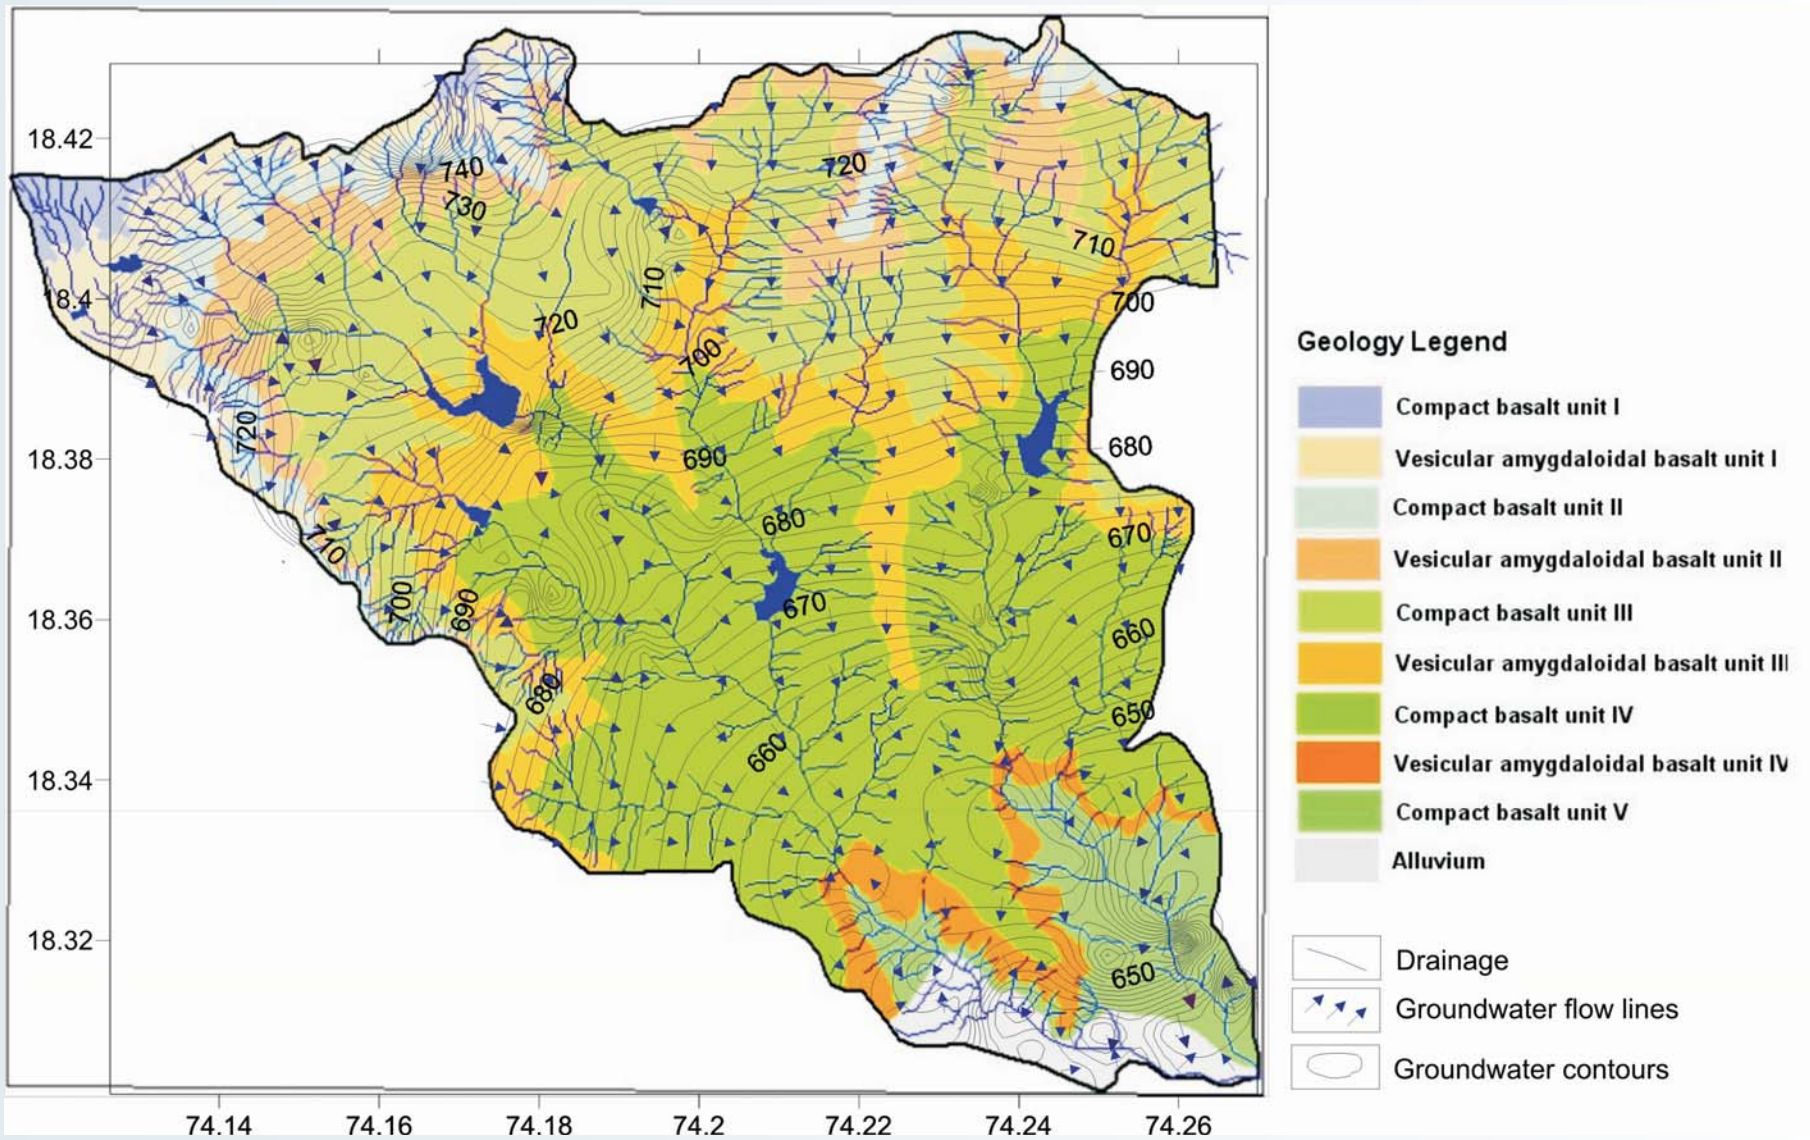 18.42
18.4
18.38
18.36
18.34
18.32
74.14
74.16
74.18
74.2
74.22
74.24
74.26
740
730
720
710
720
710
700
700
690
720
690
680
710
700
690
680
680
670
670
660
660
650
650
Geology Legend
Compact basalt unit I
Vesicular amygdaloidal basalt unit I
Compact basalt unit II
Vesicular amygdaloidal basalt unit II
Compact basalt unit III
Vesicular amygdaloidal basalt unit III
Compact basalt unit IV
Vesicular amygdaloidal basalt unit IV
Compact basalt unit V
Alluvium
Drainage
Groundwater flow lines
Groundwater contours